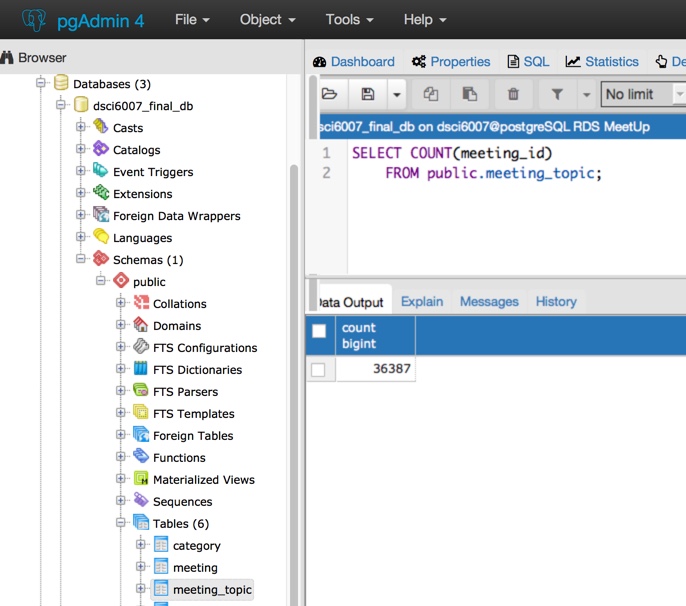 pgAdmin 4 File Object Tools Help
Browser
Dashboard Properties SQL Statistics De
Databases (3)
dsci6007_final_db
Casts
Catalogs
Event Triggers
Extensions
Foreign Data Wrappers
Languages
Schemas (1)
public
Collations
Domains
FTS Configurations
FTS Dictionaries
FTS Parsers
FTS Templates
Foreign Tables
Functions
Materialized Views
Sequences
Tables (6)
category
meeting
meeting_topic
No limit
sci6007_final_db on dsci6007@postgreSQL RDS MeetUp
1 SELECT COUNT(meeting_id)
2 FROM public.meeting_topic;
Data Output Explain Messages History
count
bigint
36387